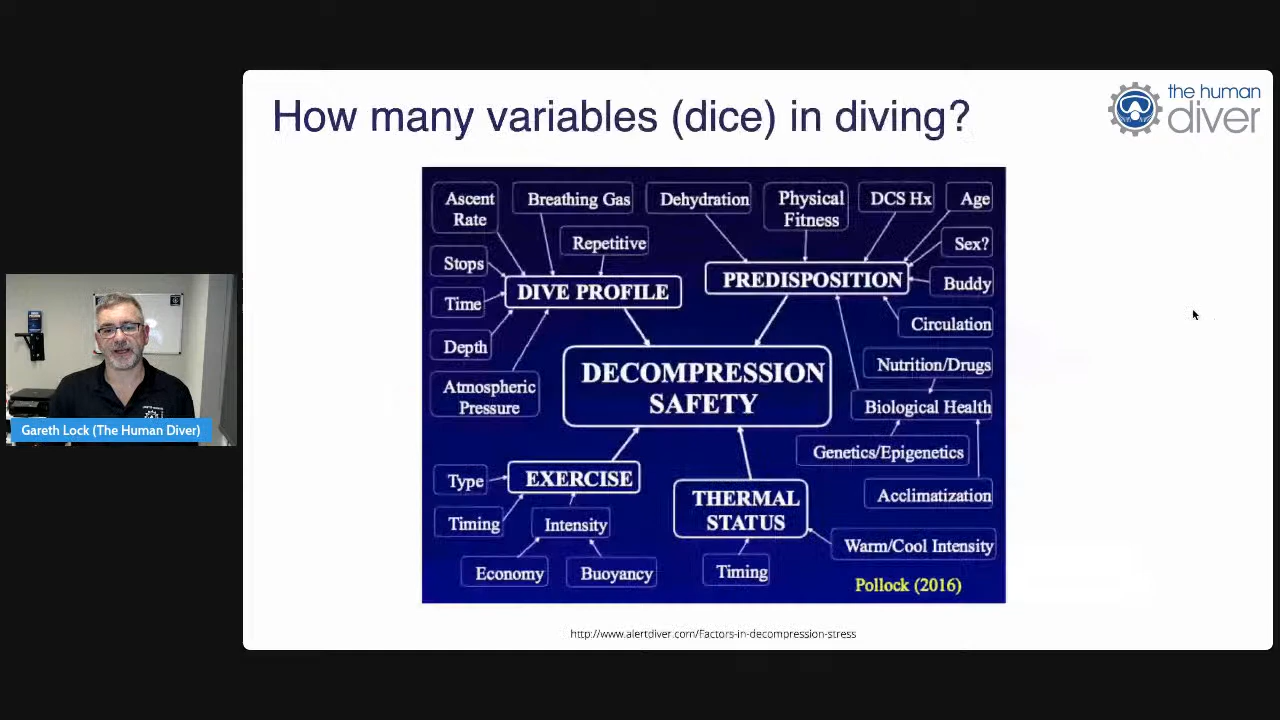 How many variables (dice) in diving?
the human
diver
Ascent
Rate
Breathing Gas
Dehydration
Physical
Fitness
DCS Hx
Age
Repetitive
Sex?
Stops
DIVE PROFILE
PREDISPOSITION
Buddy
Time
Circulation
Depth
Nutrition/Drugs
DECOMPRESSION
SAFETY
Atmospheric
Pressure
Biological Health
Genetics/Epigenetics
Type
EXERCISE
THERMAL
STATUS
Acclimatization
Timing
Intensity
Warm/Cool Intensity
Economy
Buoyancy
Timing
Pollock (2016)
http://www.alertdiver.com/Factors-in-decompression-stress
Gareth Lock (The Human Diver)